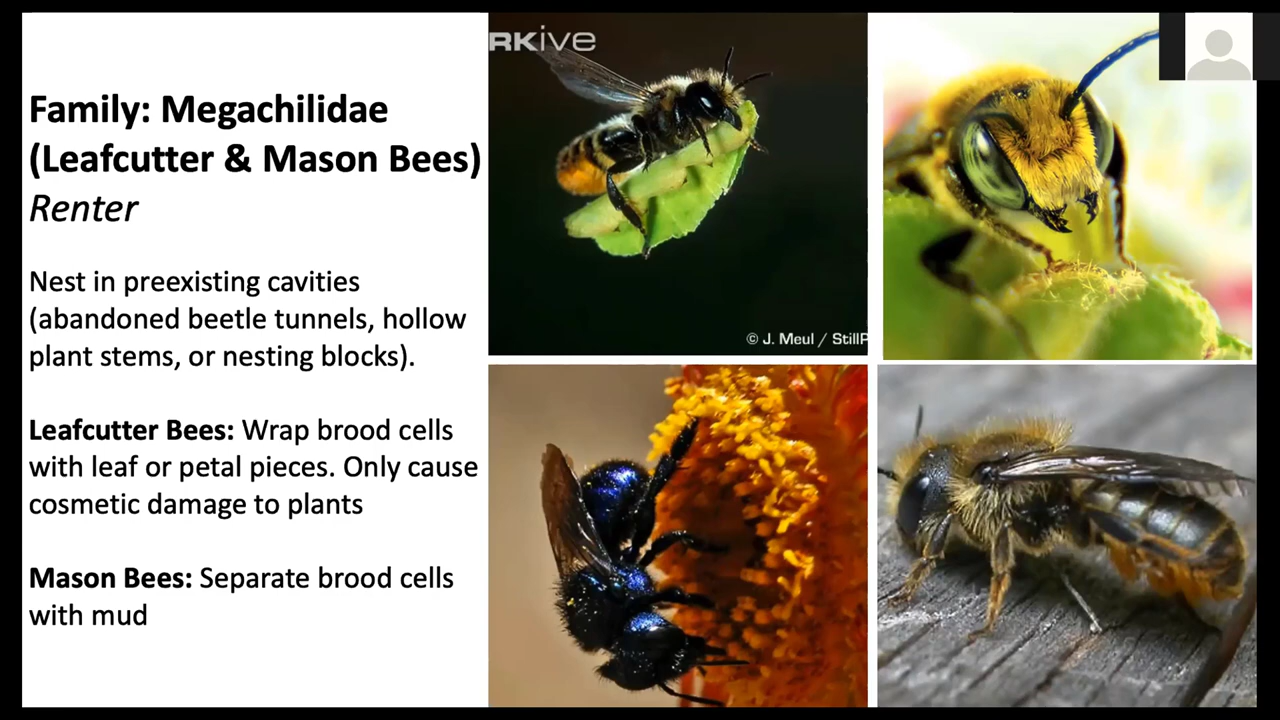 Family: Megachilidae
(Leafcutter & Mason Bees)
Renter
Nest in preexisting cavities
(abandoned beetle tunnels, hollow
plant stems, or nesting blocks).
Leafcutter Bees: Wrap brood cells
with leaf or petal pieces. Only cause
cosmetic damage to plants
Mason Bees: Separate brood cells
with mud
RKive
© J. Meul / StillP